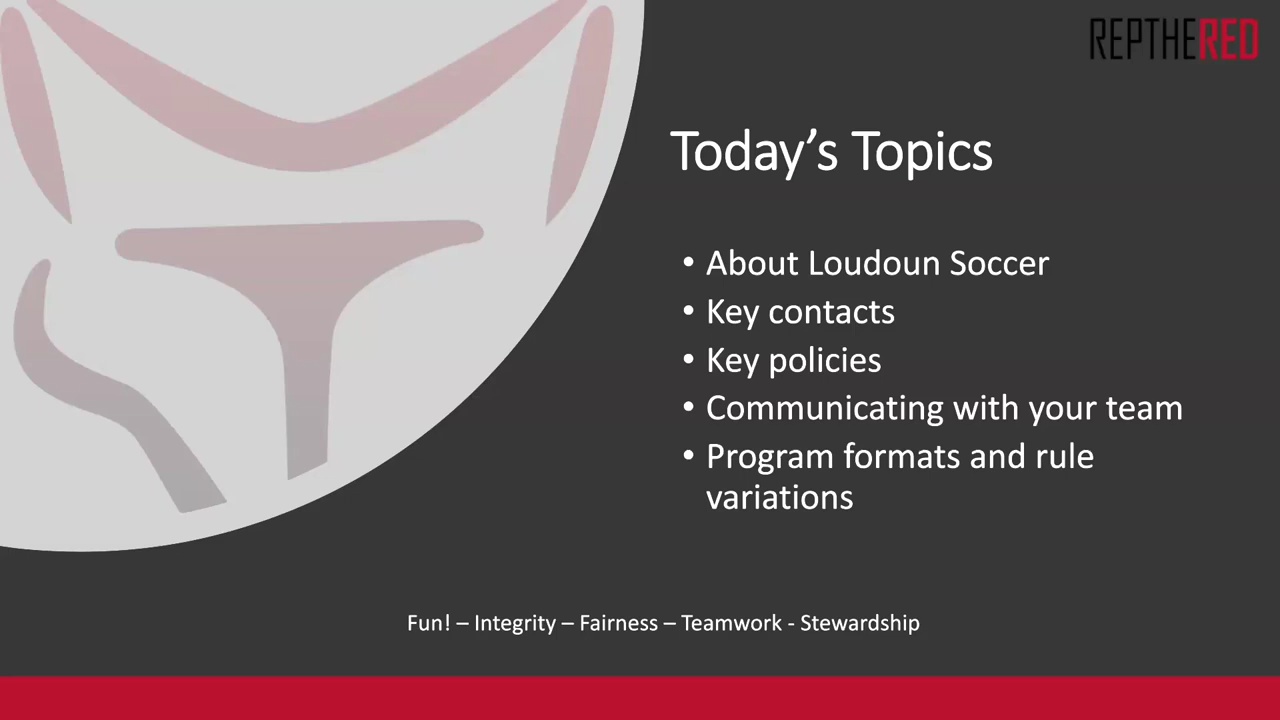 REPTHERED
Today’s Topics
• About Loudoun Soccer
• Key contacts
• Key policies
• Communicating with your team
• Program formats and rule
variations
Fun! – Integrity – Fairness – Teamwork - Stewardship